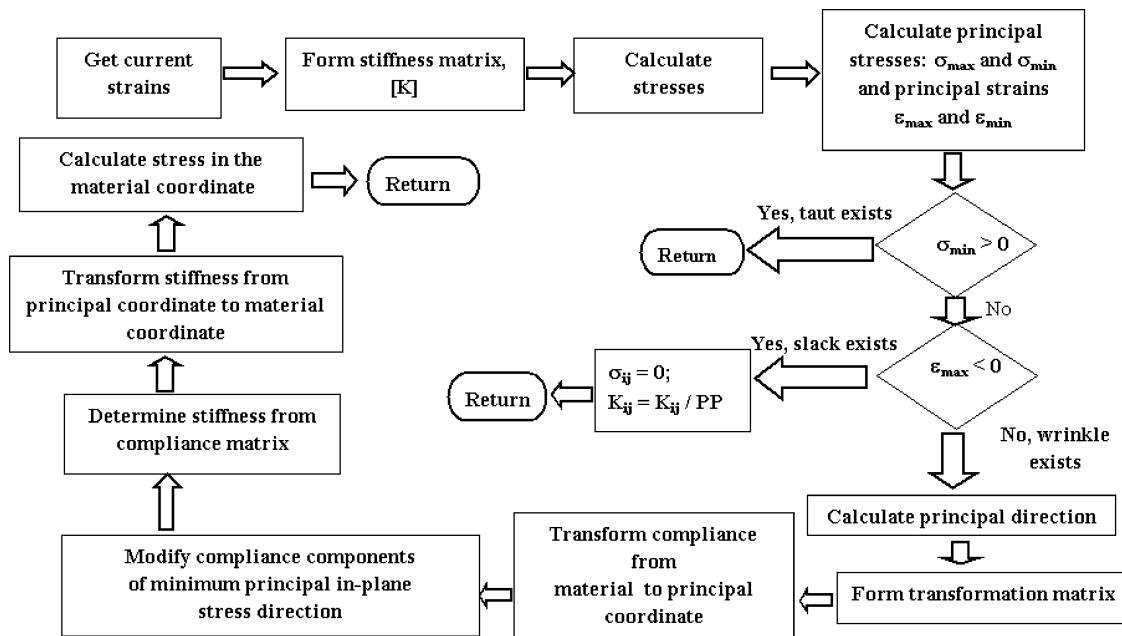 Get current
strains
Form stiffness matrix,
[K]
Calculate
stresses
Calculate principal
stresses: σmax and σmin
and principal strains
εmax and εmin
σmin > 0
Yes, taut exists
Return
No
εmax < 0
Yes, slack exists
σij = 0;
Kij = Kij / PP
Return
No, wrinkle
exists
Calculate principal direction
Form transformation matrix
Transform compliance
from
material to principal
coordinate
Modify compliance components
of minimum principal in-plane
stress direction
Determine stiffness from
compliance matrix
Transform stiffness from
principal coordinate to material
coordinate
Calculate stress in the
material coordinate
Return